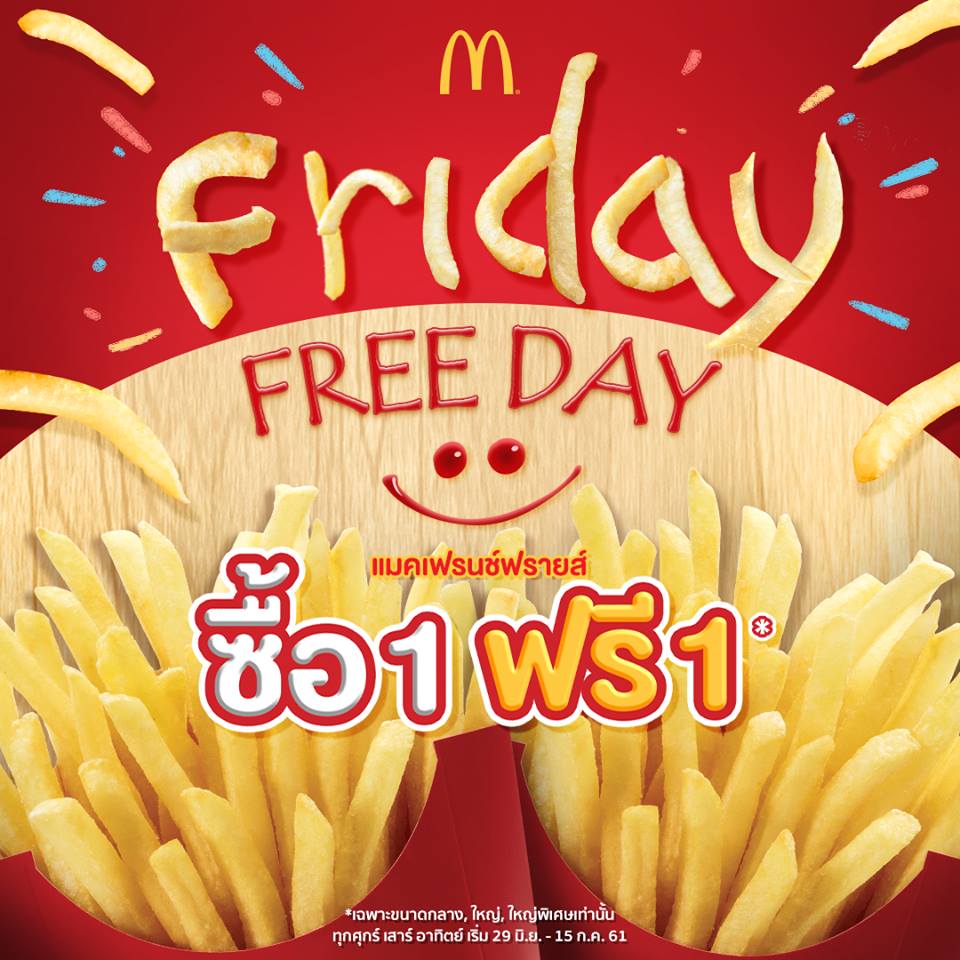 Friday
FREE DAY
แมคเฟรนช์ฟรายส์
ซื้อ 1 ฟรี 1*
*เฉพาะขนาดกลาง, ใหญ่, ใหญ่พิเศษเท่านั้น
ทุกศุกร์ เสาร์ อาทิตย์ เริ่ม 29 มิ.ย. - 15 ก.ค. 61